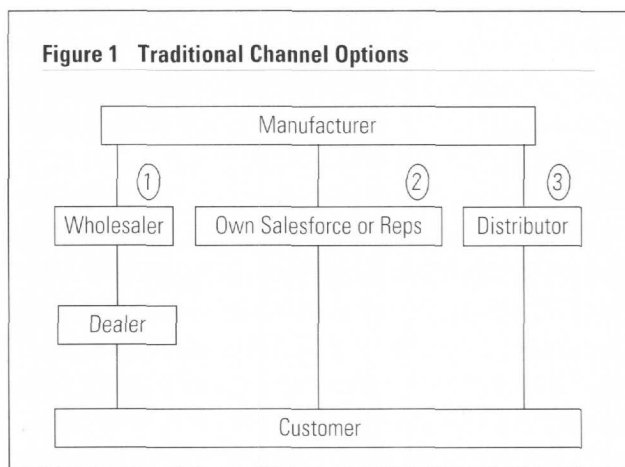 Figure 1 Traditional Channel Options
Manufacturer
1
2
3
Wholesaler
Own Salesforce or Reps
Distributor
Dealer
Customer